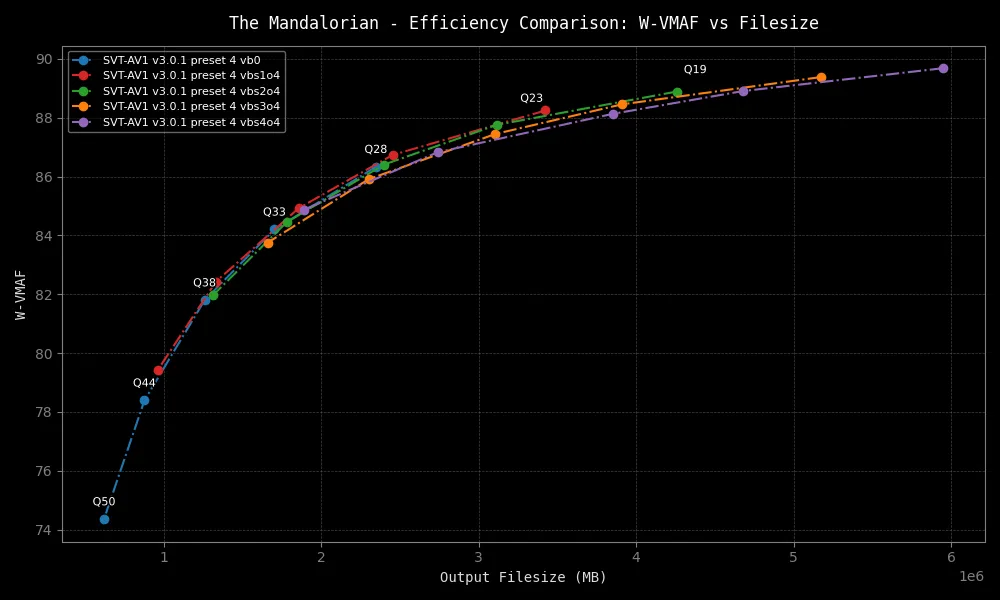 The Mandalorian - Efficiency Comparison: W-VMAF vs Filesize
SVT-AV1 v3.0.1 preset 4 vb0
SVT-AV1 v3.0.1 preset 4 vbs1o4
SVT-AV1 v3.0.1 preset 4 vbs2o4
SVT-AV1 v3.0.1 preset 4 vbs3o4
SVT-AV1 v3.0.1 preset 4 vbs4o4
Q19
Q23
Q28
Q33
Q38
Q44
Q50
W-VMAF
90
88
86
84
82
80
78
76
74
1 2 3 4 5 6
1e6
Output Filesize (MB)